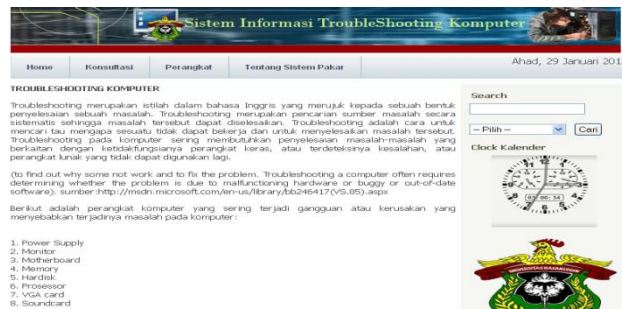 Sistem Informasi TroubleShooting Komputer
Home Konsultasi Perangkat Tentang Sistem Pakar
Ahad, 29 Januari 201
TROUBLESHOOTING KOMPUTER
Troubleshooting merupakan istilah dalam bahasa Inggris yang merujuk kepada sebuah bentuk
penyelesaian sebuah masalah. Troubleshooting merupakan pencarian sumber masalah secara
sistematis sehingga masalah tersebut dapat diselesaikan. Troubleshooting adalah cara untuk
mencari tau mengapa sesuatu tidak dapat bekerja dan untuk menyelesaikan masalah tersebut.
Troubleshooting pada komputer sering membutuhkan penyelesaian masalah-masalah yang
berkaitan dengan ketidakfungsianya perangkat keras, atau terdeteksinya kesalahan, atau
perangkat lunak yang tidak dapat digunakan lagi.
(to find out why some not work and to fix the problem. Troubleshooting a computer often requires
determining whether the problem is due to malfunctioning hardware or buggy or out-of-date
software). sumber:http://msdn.microsoft.com/en-us/library/bb246417(VS.85).aspx
Berikut adalah perangkat komputer yang sering terjadi gangguan atau kerusakan yang
menyebabkan terjadinya masalah pada komputer:
1. Power Supply
2. Monitor
3. Motherboard
4. Memory
5. Hardisk
6. Prosessor
7. VGA card
8. Soundcard
Search
-- Pilih -- Cari
Clock Kalender
UNIVERSITAS HASANUDDIN